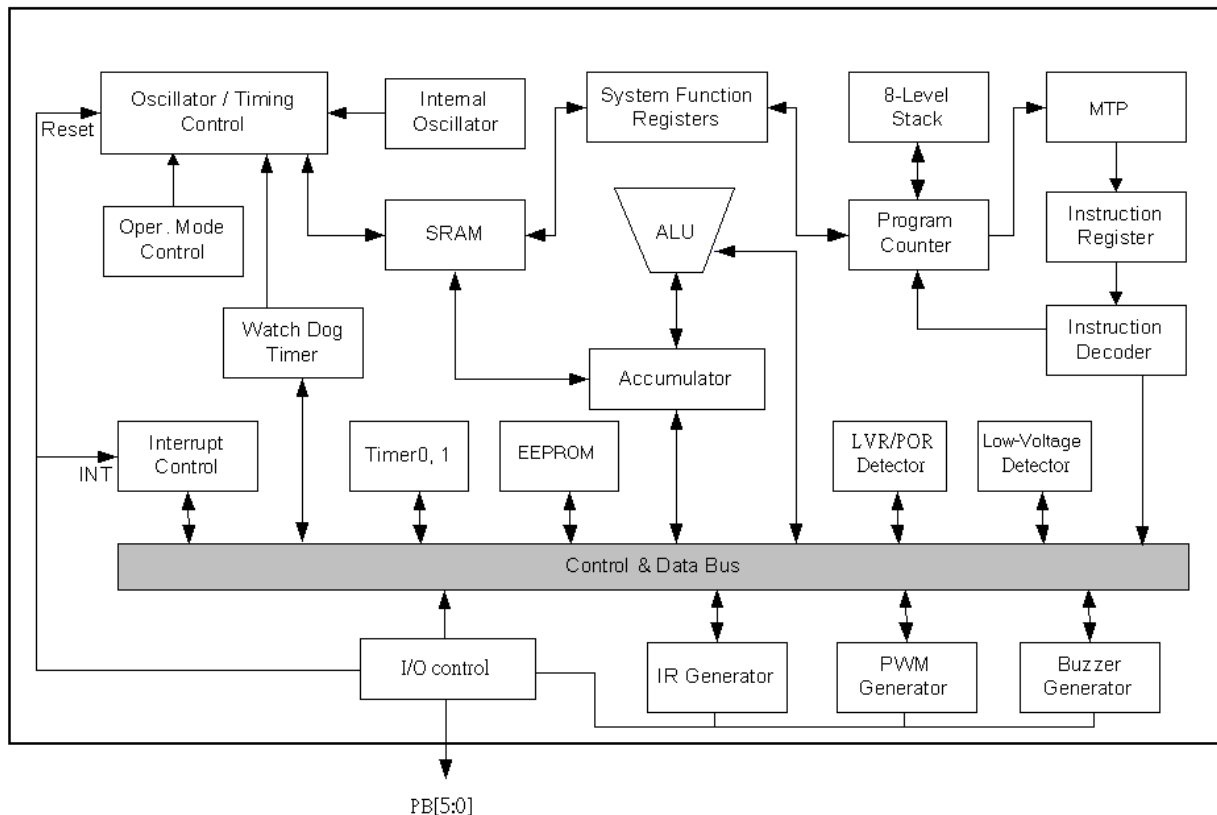 Oscillator / Timing
Control
Internal
Oscillator
System Function
Registers
8-Level
Stack
MTP
Reset
Oper. Mode
Control
SRAM
ALU
Program
Counter
Instruction
Register
Watch Dog
Timer
Accumulator
Instruction
Decoder
Interrupt
Control
INT
Timer0, 1
EEPROM
LVR/POR
Detector
Low-Voltage
Detector
Control & Data Bus
I/O control
IR Generator
PWM
Generator
Buzzer
Generator
PB[5:0]